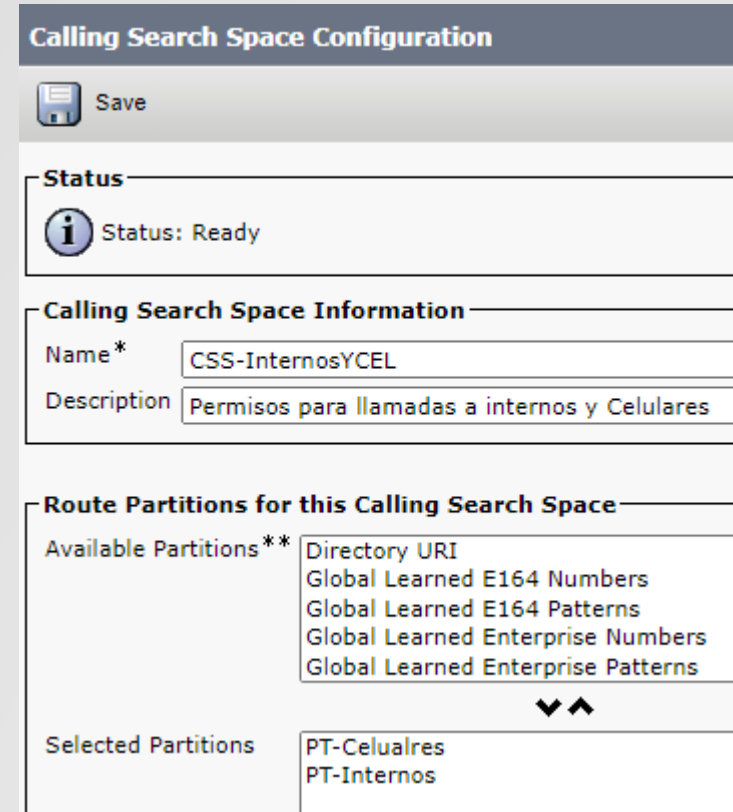 Calling Search Space Configuration
Save
Status
Status: Ready
Calling Search Space Information
Name* CSS-InternosYCEL
Description Permisos para llamadas a internos y Celulares
Route Partitions for this Calling Search Space
Available Partitions** Directory URI
Global Learned E164 Numbers
Global Learned E164 Patterns
Global Learned Enterprise Numbers
Global Learned Enterprise Patterns
Selected Partitions PT-Celualres
PT-Internos